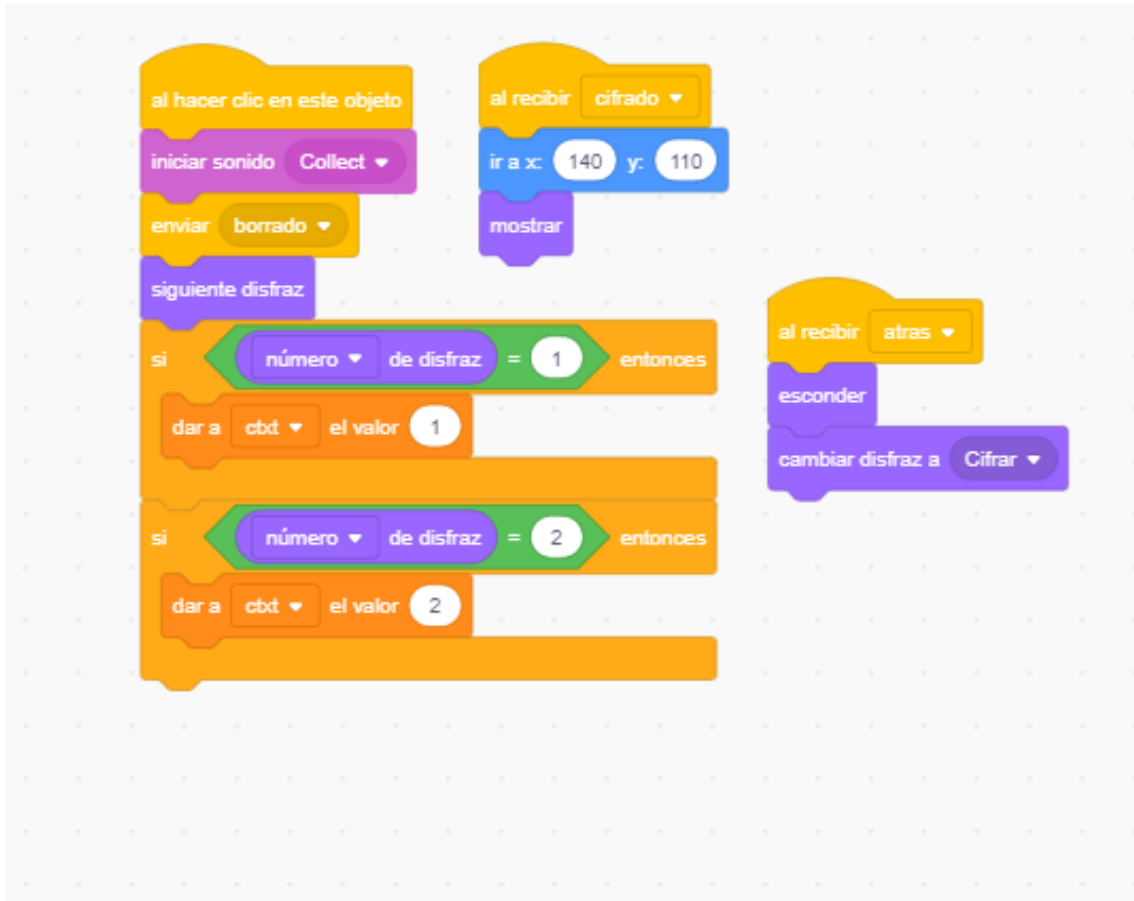 al hacer clic en este objeto
iniciar sonido Collect
enviar borrado
siguiente disfraz
si número de disfraz = 1 entonces
dar a ctxt el valor 1
si número de disfraz = 2 entonces
dar a ctxt el valor 2
al recibir cifrado
ir a x: 140 y: 110
mostrar
al recibir atras
esconder
cambiar disfraz a Cifrar